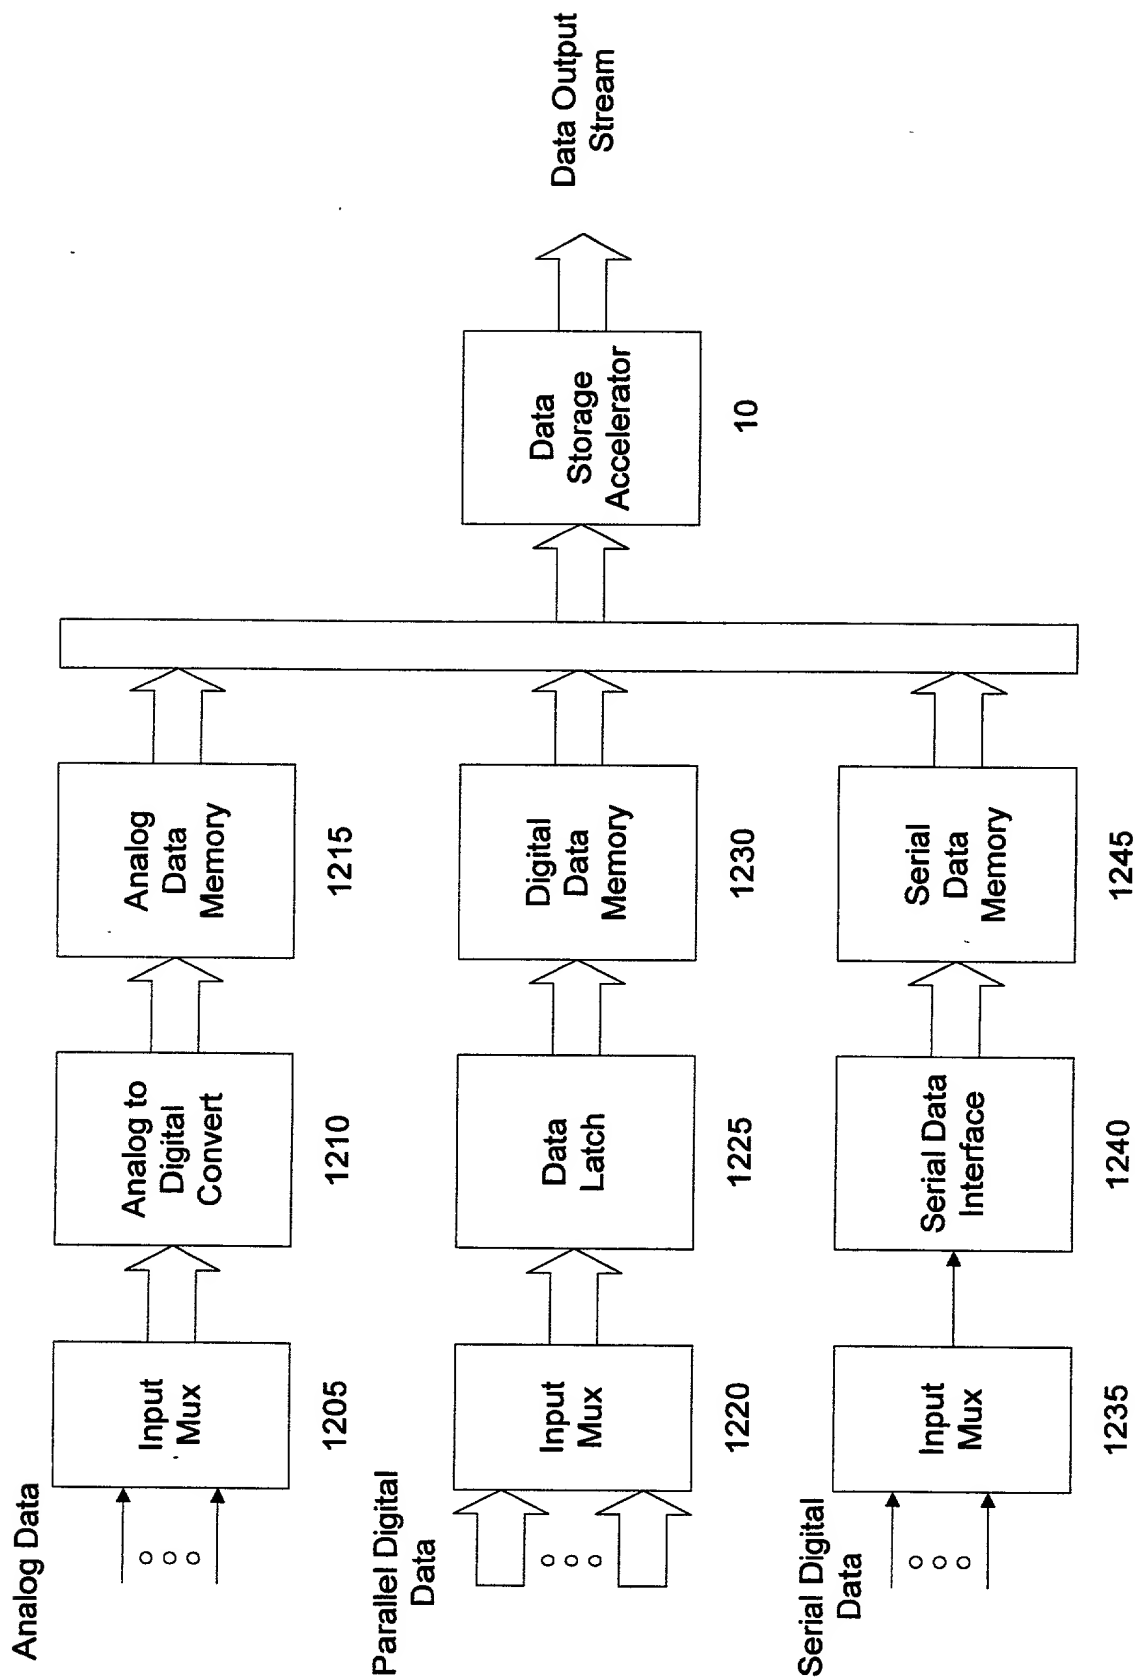 Analog Data
Input
Mux
1205
Analog to
Digital
Convert
1210
Analog
Data
Memory
1215
Parallel Digital
Data
Input
Mux
1220
Data
Latch
1225
Digital
Data
Memory
1230
Serial Digital
Data
Input
Mux
1235
Serial Data
Interface
1240
Serial
Data
Memory
1245
Data
Storage
Accelerator
10
Data Output
Stream